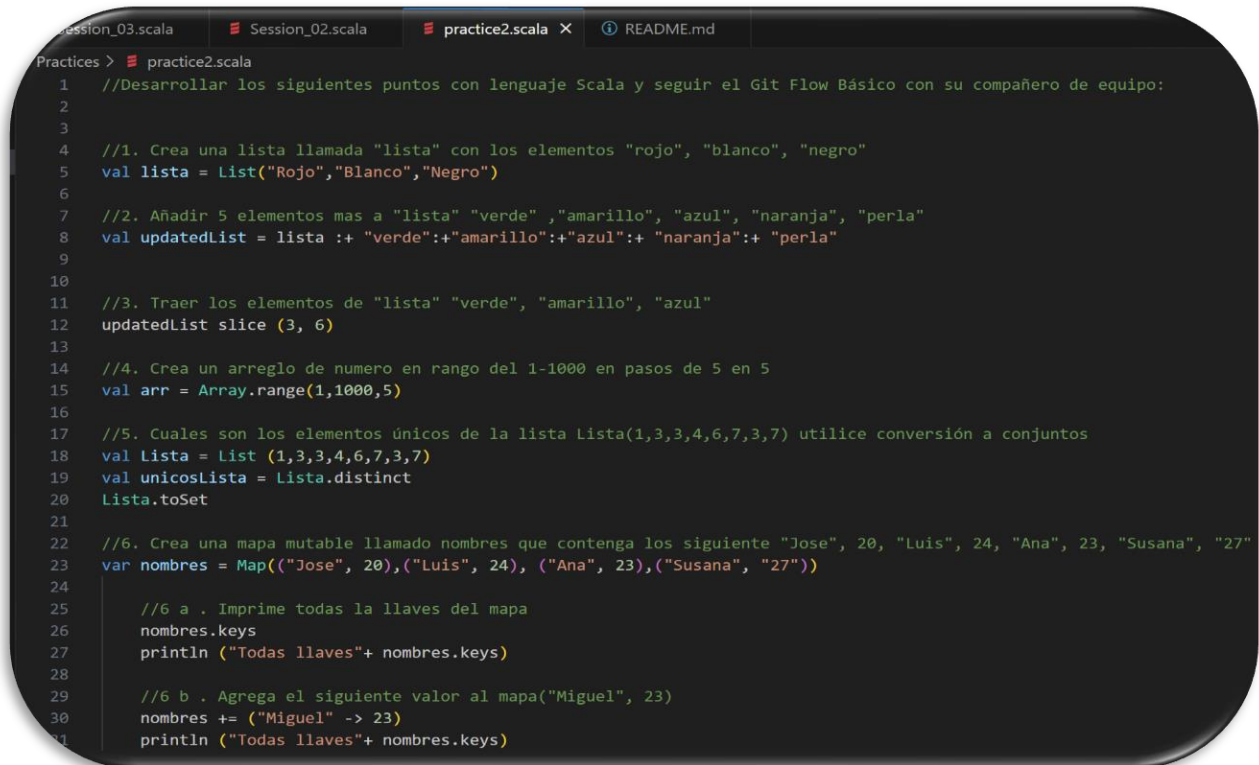 ession_03.scala Session_02.scala practice2.scala × README.md
Practices > practice2.scala
1 //Desarrollar los siguientes puntos con lenguaje Scala y seguir el Git Flow Básico con su compañero de equipo:
2
3
4 //1. Crea una lista llamada "lista" con los elementos "rojo", "blanco", "negro"
5 val lista = List("Rojo","Blanco","Negro")
6
7 //2. Añadir 5 elementos mas a "lista" "verde" ,"amarillo", "azul", "naranja", "perla"
8 val updatedList = lista :+ "verde":+"amarillo":+"azul":+ "naranja":+ "perla"
9
10
11 //3. Traer los elementos de "lista" "verde", "amarillo", "azul"
12 updatedList slice (3, 6)
13
14 //4. Crea un arreglo de numero en rango del 1-1000 en pasos de 5 en 5
15 val arr = Array.range(1,1000,5)
16
17 //5. Cuales son los elementos únicos de la lista Lista(1,3,3,4,6,7,3,7) utilice conversión a conjuntos
18 val Lista = List (1,3,3,4,6,7,3,7)
19 val unicosLista = Lista.distinct
20 Lista.toSet
21
22 //6. Crea una mapa mutable llamado nombres que contenga los siguiente "Jose", 20, "Luis", 24, "Ana", 23, "Susana", "27"
23 var nombres = Map(("Jose", 20),("Luis", 24), ("Ana", 23),("Susana", "27"))
24
25 //6 a . Imprime todas la llaves del mapa
26 nombres.keys
27 println ("Todas llaves"+ nombres.keys)
28
29 //6 b . Agrega el siguiente valor al mapa("Miguel", 23)
30 nombres += ("Miguel" -> 23)
31 println ("Todas llaves"+ nombres.keys)